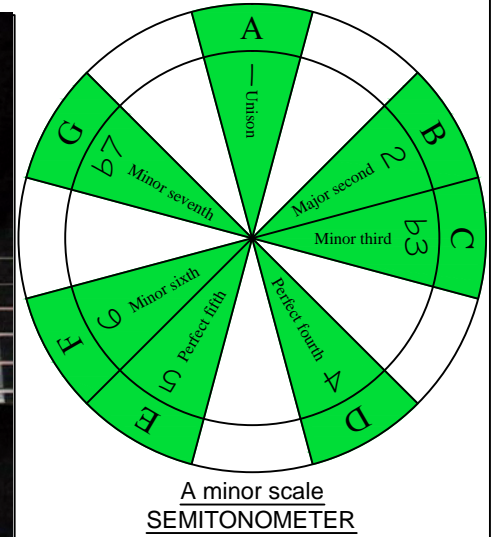 A
1 Unison
B
2 Major second
C
b3 Minor third
D
4 Perfect fourth
E
5 Perfect fifth
F
6 Minor sixth
G
b7 Minor seventh
A minor scale
SEMITONOMETER